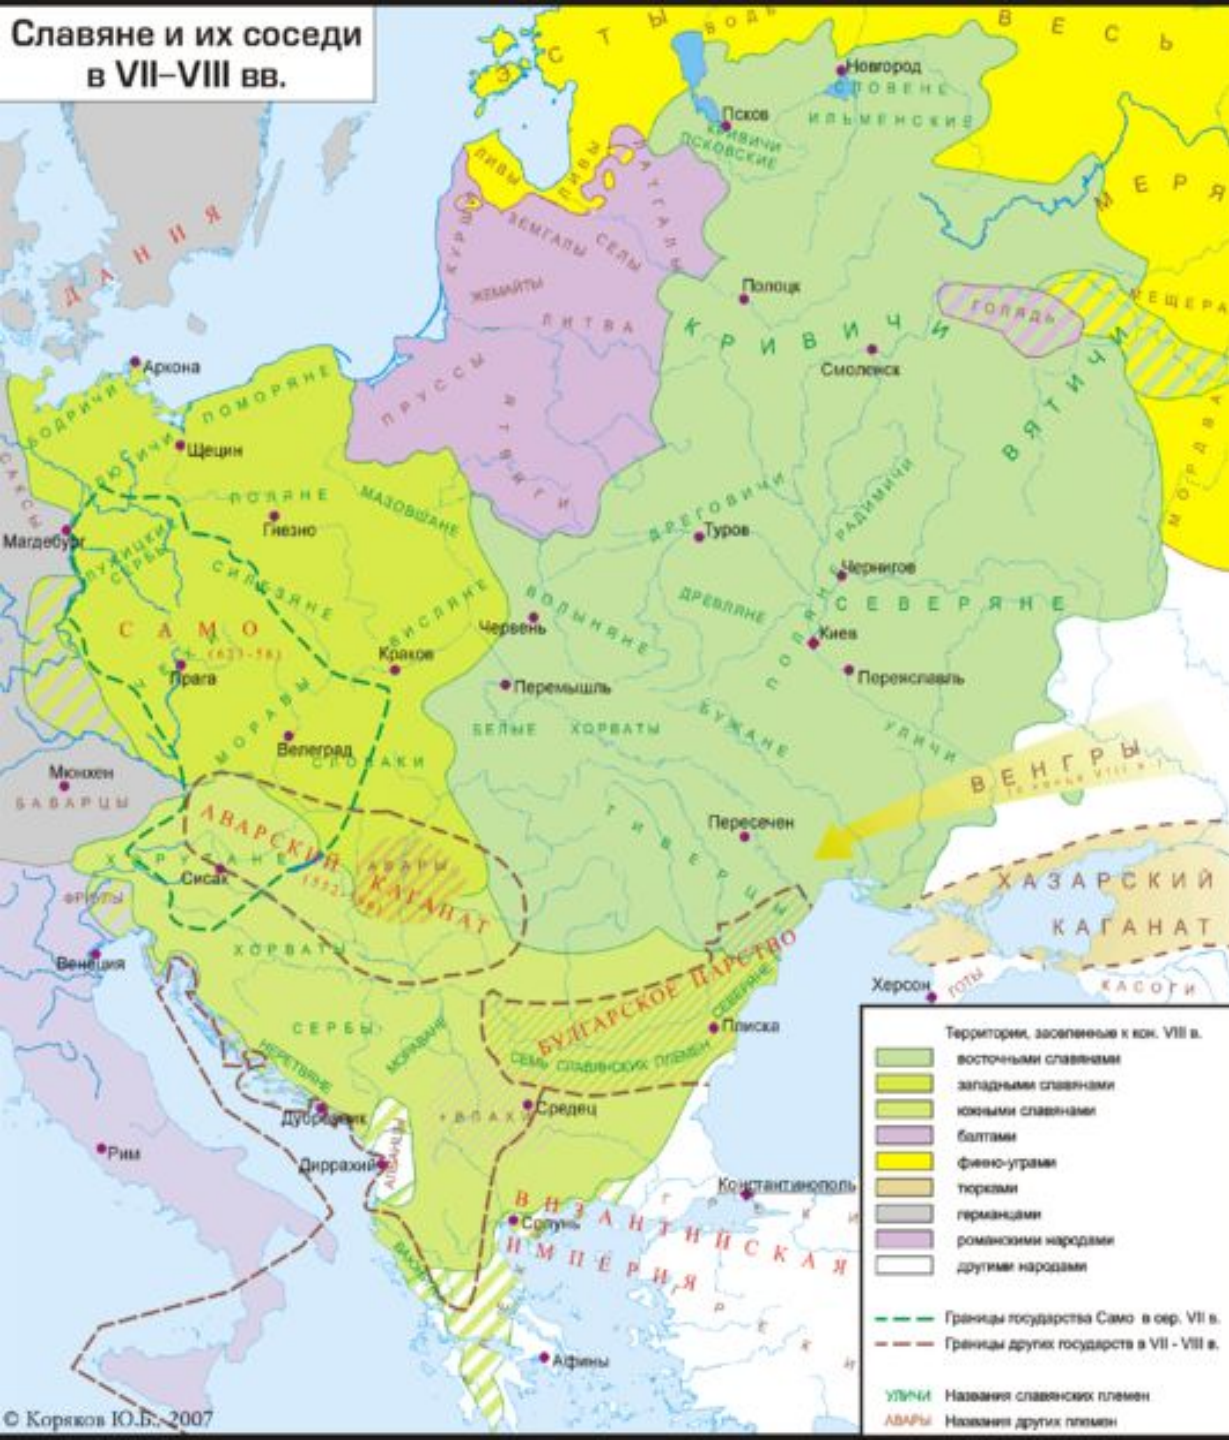 Славяне и их соседи
в VII–VIII вв.
ЭСТЫ
ВОДЬ
ВЕСЬ
Новгород
СЛОВЕНЕ
ИЛЬМЕНСКИЕ
Псков
КРИВИЧИ
ПСКОВСКИЕ
ЛИВЫ
ЛИВЫ
ЛАТГАЛЫ
МЕРЯ
ДАНИЯ
КУРШИ
ЗЕМГАЛЫ
СЕЛЫ
ЖЕМАЙТЫ
ЛИТВА
Полоцк
КРИВИЧИ
ГОЛЯДЬ
МЕЩЕРА
Аркона
Смоленск
ПРУССЫ
ВЯТИЧИ
БОДРИЧИ
ПОМОРЯНЕ
ЯТВЯГИ
МОРДВА
ЛЮТИЧИ
Щецин
САКСЫ
ПОЛЯНЕ
МАЗОВШАНЕ
ДРЕГОВИЧИ
РАДИМИЧИ
Гнезно
Туров
Магдебург
ЛУЖИЦКИЕ
СЕРБЫ
СИЛЕЗЯНЕ
Чернигов
ВИСЛЯНЕ
ВОЛЫНЯНЕ
ДРЕВЛЯНЕ
ПОЛЯНЕ
СЕВЕРЯНЕ
САМО
Червень
Киев
Краков
Прага
Перемышль
Переяславль
МОРАВЫ
БЕЛЫЕ ХОРВАТЫ
БУЖАНЕ
УЛИЧИ
Велеград
СЛОВАКИ
ВЕНГРЫ
Мюнхен
БАВАРЦЫ
АВАРСКИЙ КАГАНАТ
АВАРЫ
ТИВЕРЦЫ
Пересечен
ХОРУТАНЕ
Сисак
ФРИУЛЫ
ХАЗАРСКИЙ
КАГАНАТ
Венеция
ХОРВАТЫ
БУЛГАРСКОЕ ЦАРСТВО
СЕВЕРЯНЕ
Херсон
ГОТЫ
КАСОГИ
СЕРБЫ
МОРАВАНЕ
Плиска
НЕРЕТВЯНЕ
СЕМЬ СЛАВЯНСКИХ ПЛЕМЕН
Дубровник
ВЛАХИ
Средец
Рим
Диррахий
АЛБАНЦЫ
Константинополь
ГРЕКИ
ВИЗАНТИЙСКАЯ
ИМПЕРИЯ
Солунь
ГРЕКИ
Афины
Территории, заселенные к кон. VIII в.
восточными славянами
западными славянами
южными славянами
балтами
финно-уграми
тюрками
германцами
романскими народами
другими народами
Границы государства Само в сер. VII в.
Границы других государств в VII - VIII в.
УЛИЧИ Названия славянских племен
АВАРЫ Названия других племен
© Коряков Ю.Б., 2007